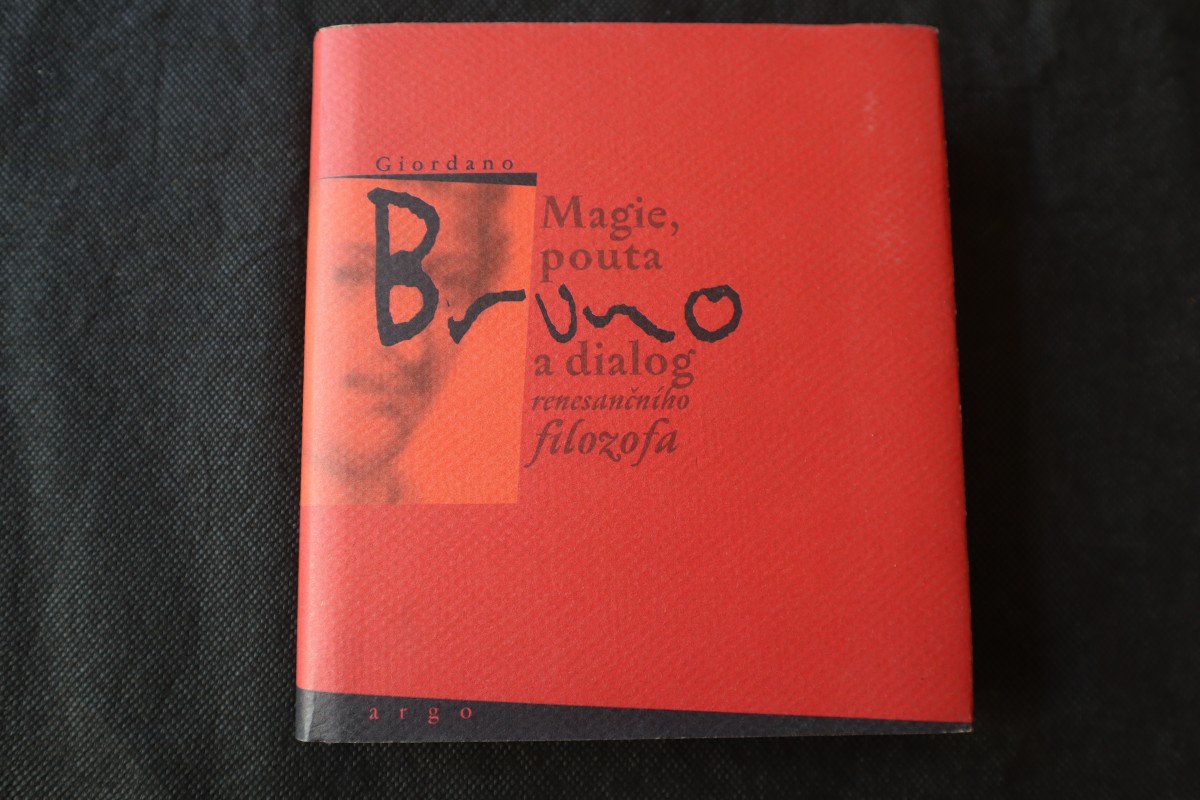 Giordano
Bruno
Magie,
pouta
a dialog
renesančního
filozofa
argo